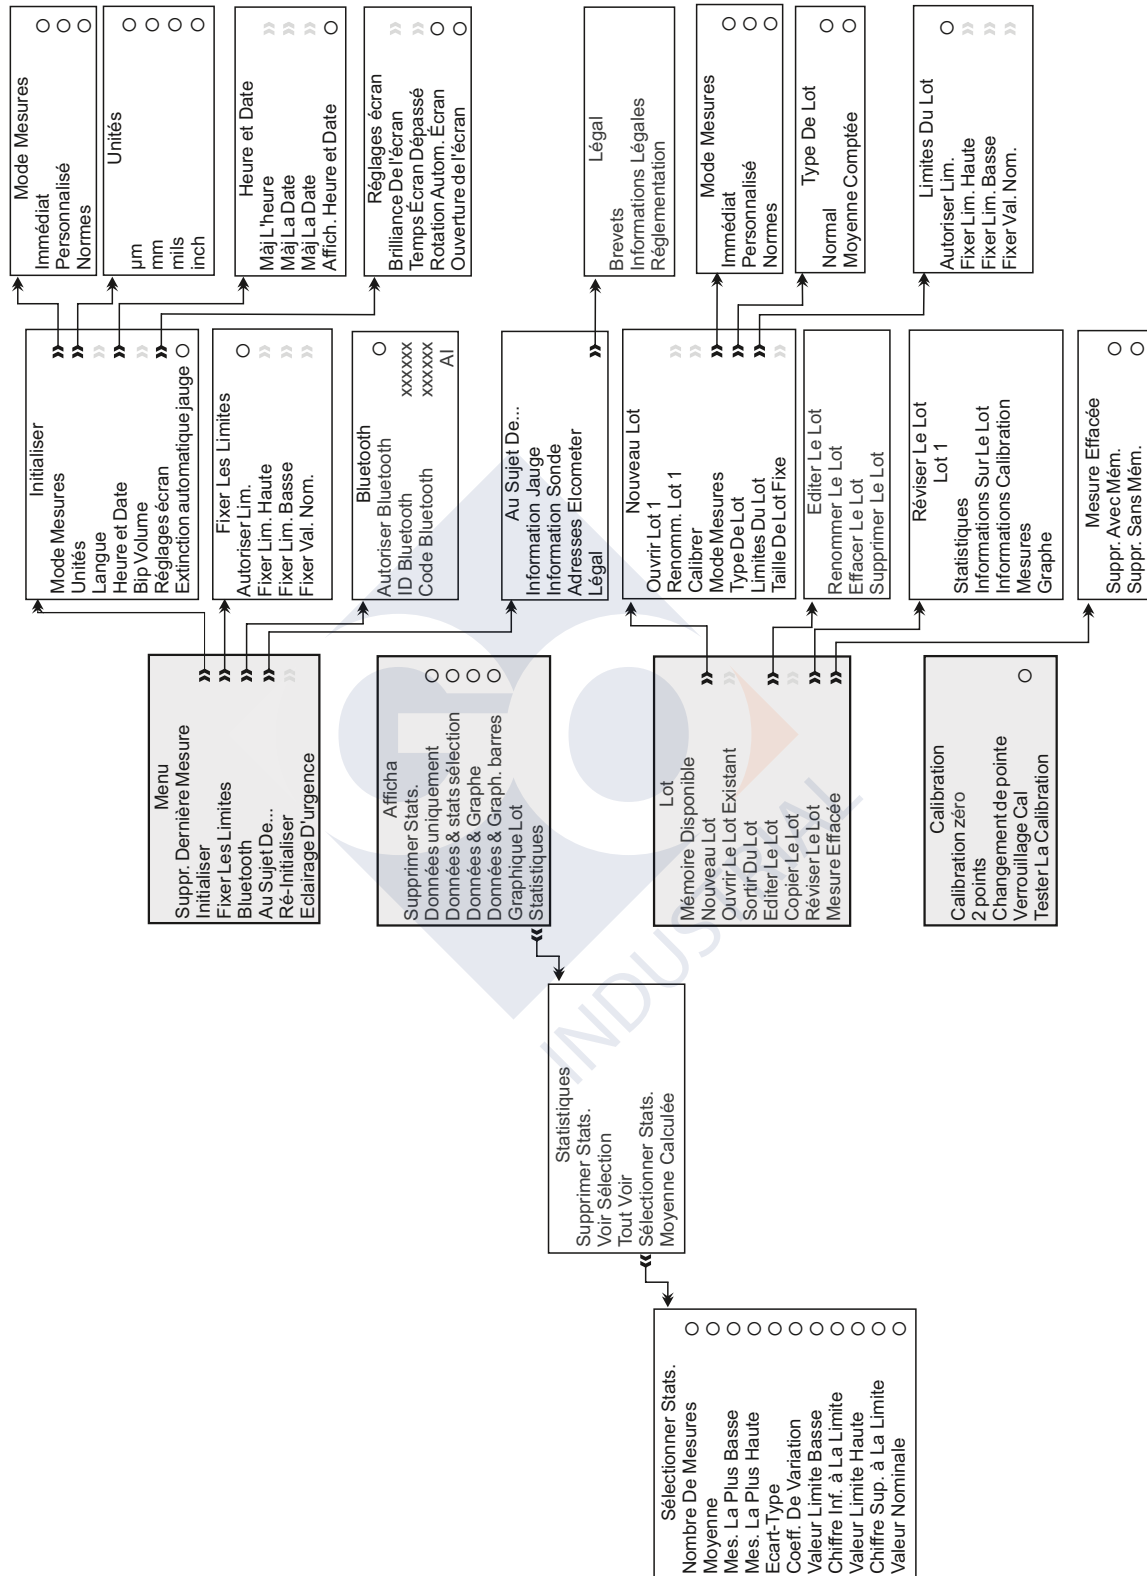 Menu
Suppr. Dernière Mesure
Initialiser
Fixer Les Limites
Bluetooth
Au Sujet De...
Ré-Initialiser
Eclairage D'urgence
Afficha
Supprimer Stats.
Données uniquement
Données & stats sélection
Données & Graphe
Données & Graph. barres
Graphique Lot
Statistiques
Lot
Mémoire Disponible
Nouveau Lot
Ouvrir Le Lot Existant
Sortir Du Lot
Editer Le Lot
Copier Le Lot
Réviser Le Lot
Mesure Effacée
Calibration
Calibration zéro
2 points
Changement de pointe
Verrouillage Cal
Tester La Calibration
Initialiser
Mode Mesures
Unités
Langue
Heure et Date
Bip Volume
Réglages écran
Extinction automatique jauge
Fixer Les Limites
Autoriser Lim.
Fixer Lim. Haute
Fixer Lim. Basse
Fixer Val. Nom.
Bluetooth
Autoriser Bluetooth
ID Bluetooth xxxxxx
Code Bluetooth xxxxxx
AI
Au Sujet De...
Information Jauge
Information Sonde
Adresses Elcometer
Légal
Nouveau Lot
Ouvrir Lot 1
Renomm. Lot 1
Calibrer
Mode Mesures
Type De Lot
Limites Du Lot
Taille De Lot Fixe
Editer Le Lot
Renommer Le Lot
Effacer Le Lot
Supprimer Le Lot
Réviser Le Lot
Lot 1
Statistiques
Informations Sur Le Lot
Informations Calibration
Mesures
Graphe
Mesure Effacée
Suppr. Avec Mém.
Suppr. Sans Mém.
Mode Mesures
Immédiat
Personnalisé
Normes
Unités
µm
mm
mils
inch
Heure et Date
Màj L'heure
Màj La Date
Màj La Date
Affich. Heure et Date
Réglages écran
Brilliance De l'écran
Temps Écran Dépassé
Rotation Autom. Écran
Ouverture de l'écran
Légal
Brevets
Informations Légales
Réglementation
Mode Mesures
Immédiat
Personnalisé
Normes
Type De Lot
Normal
Moyenne Comptée
Limites Du Lot
Autoriser Lim.
Fixer Lim. Haute
Fixer Lim. Basse
Fixer Val. Nom.
Statistiques
Supprimer Stats.
Voir Sélection
Tout Voir
Sélectionner Stats.
Moyenne Calculée
Sélectionner Stats.
Nombre De Mesures
Moyenne
Mes. La Plus Basse
Mes. La Plus Haute
Ecart-Type
Coeff. De Variation
Valeur Limite Basse
Chiffre Inf. à La Limite
Valeur Limite Haute
Chiffre Sup. à La Limite
Valeur Nominale
INDUSTRIAL